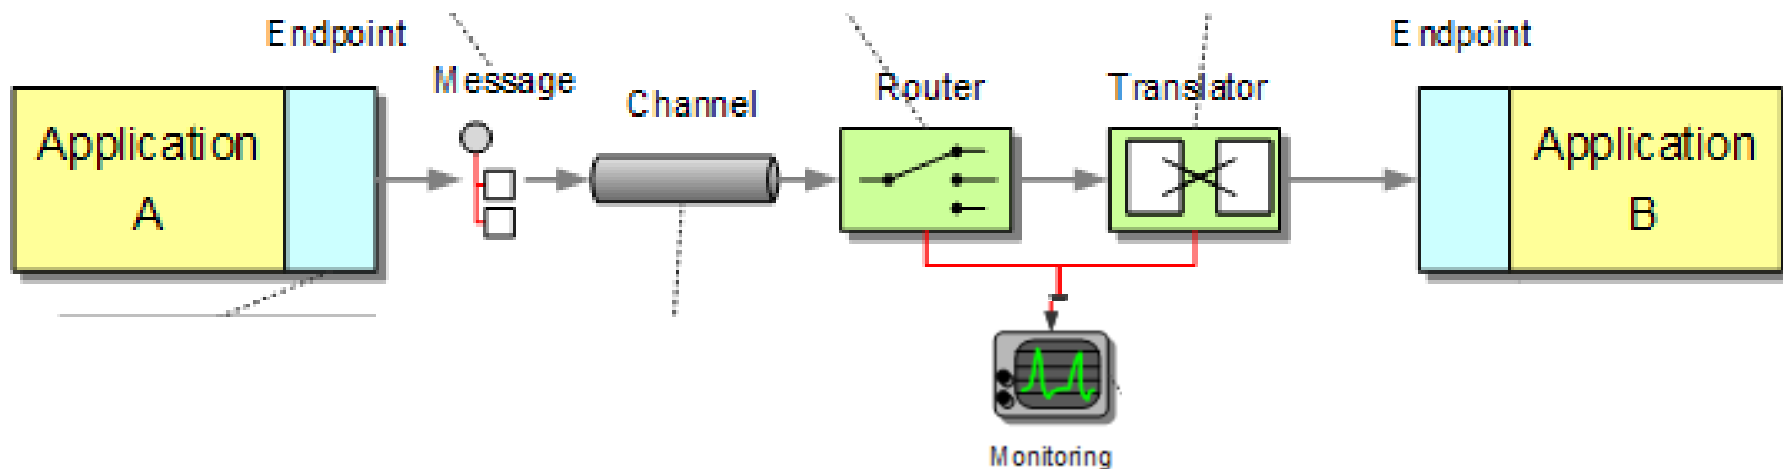 Endpoint
Message
Channel
Router
Translator
Endpoint
Application
A
Application
B
Monitoring